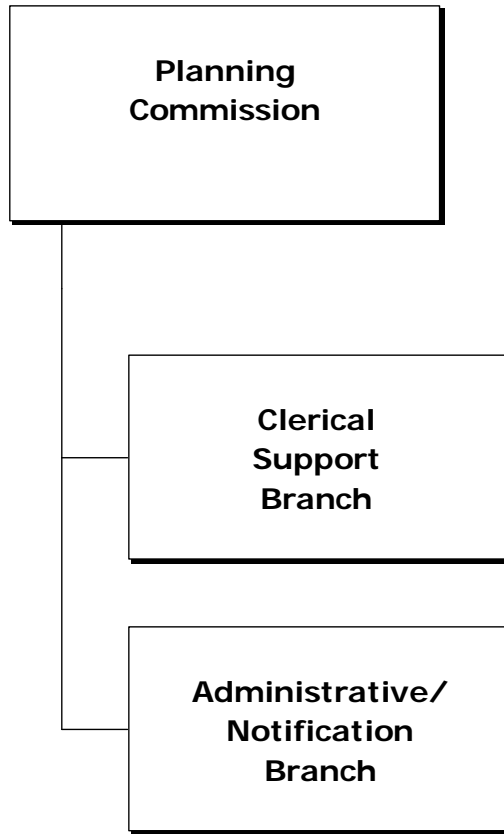 Planning
Commission
Clerical
Support
Branch
Administrative/
Notification
Branch